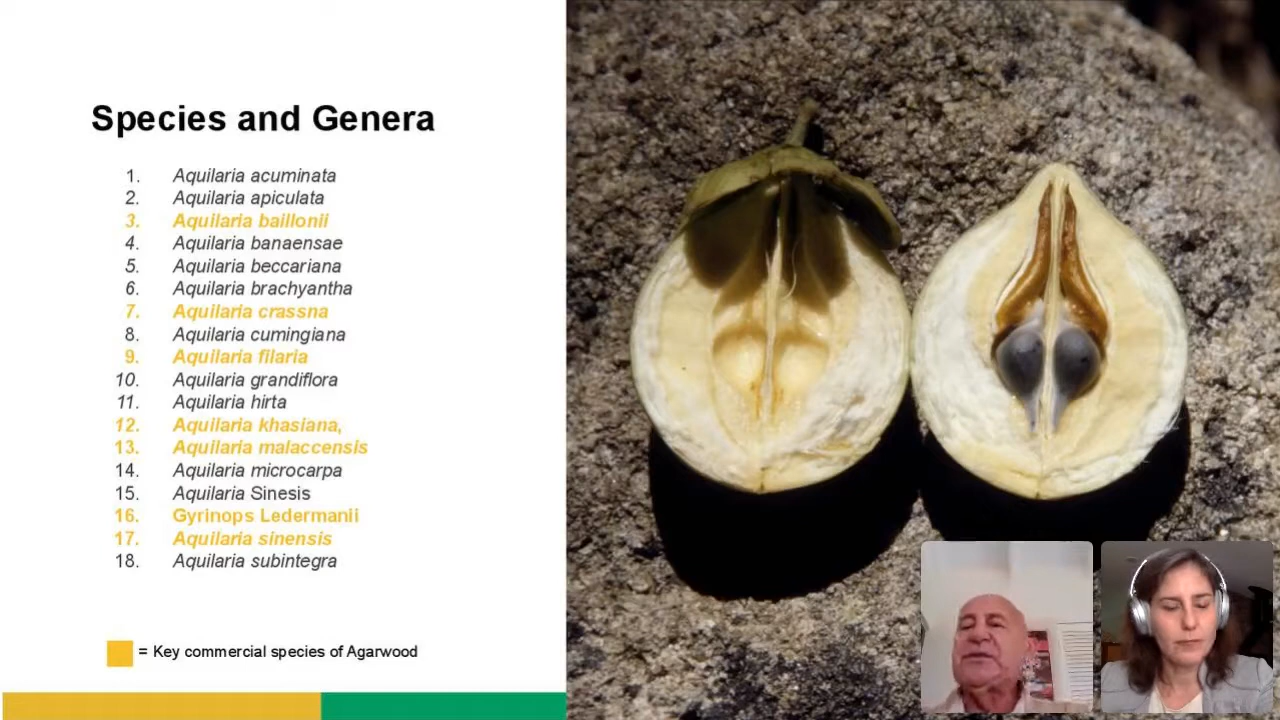 Species and Genera
1. Aquilaria acuminata
2. Aquilaria apiculata
3. Aquilaria baillonii
4. Aquilaria banaensae
5. Aquilaria beccariana
6. Aquilaria brachyantha
7. Aquilaria crassna
8. Aquilaria cumingiana
9. Aquilaria filaria
10. Aquilaria grandiflora
11. Aquilaria hirta
12. Aquilaria khasiana,
13. Aquilaria malaccensis
14. Aquilaria microcarpa
15. Aquilaria Sinesis
16. Gyrinops Ledermanii
17. Aquilaria sinensis
18. Aquilaria subintegra
= Key commercial species of Agarwood